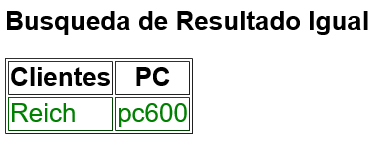 Busqueda de Resultado Igual
Clientes PC
Reich pc600